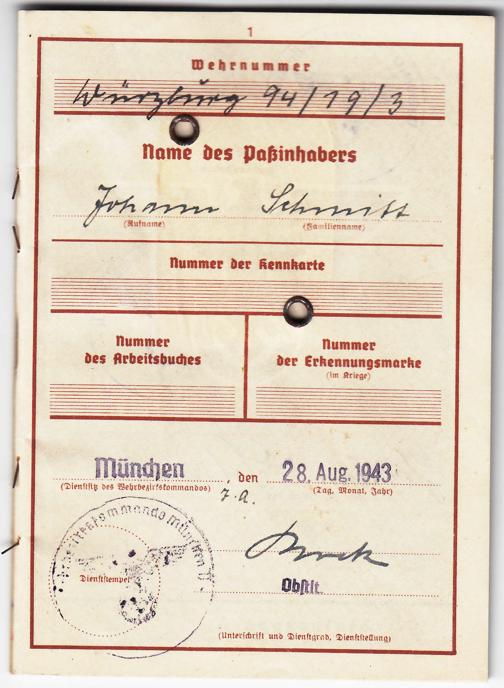 1
Wehrnummer
Würzburg 94/19/3
Name des Paßinhabers
Johann Schmitt
(Rufname) (Familienname)
Nummer der Kennkarte
Nummer
des Arbeitsbuches
Nummer
der Erkennungsmarke
(im Kriege)
München den 28. Aug. 1943
(Dienstsitz des Wehrbezirkskommandos) (Tag, Monat, Jahr)
Dienststempel
Obstlt.
(Unterschrift und Dienstgrad, Dienststellung)